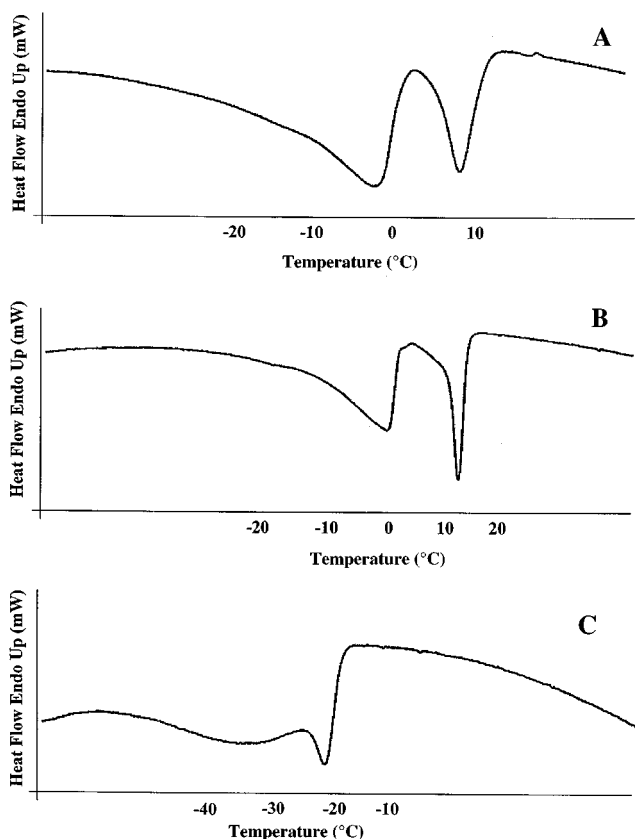 A
Heat Flow Endo Up (mW)
-20 -10 0 10
Temperature (°C)
B
Heat Flow Endo Up (mW)
-20 -10 0 10 20
Temperature (°C)
C
Heat Flow Endo Up (mW)
-40 -30 -20 -10
Temperature (°C)